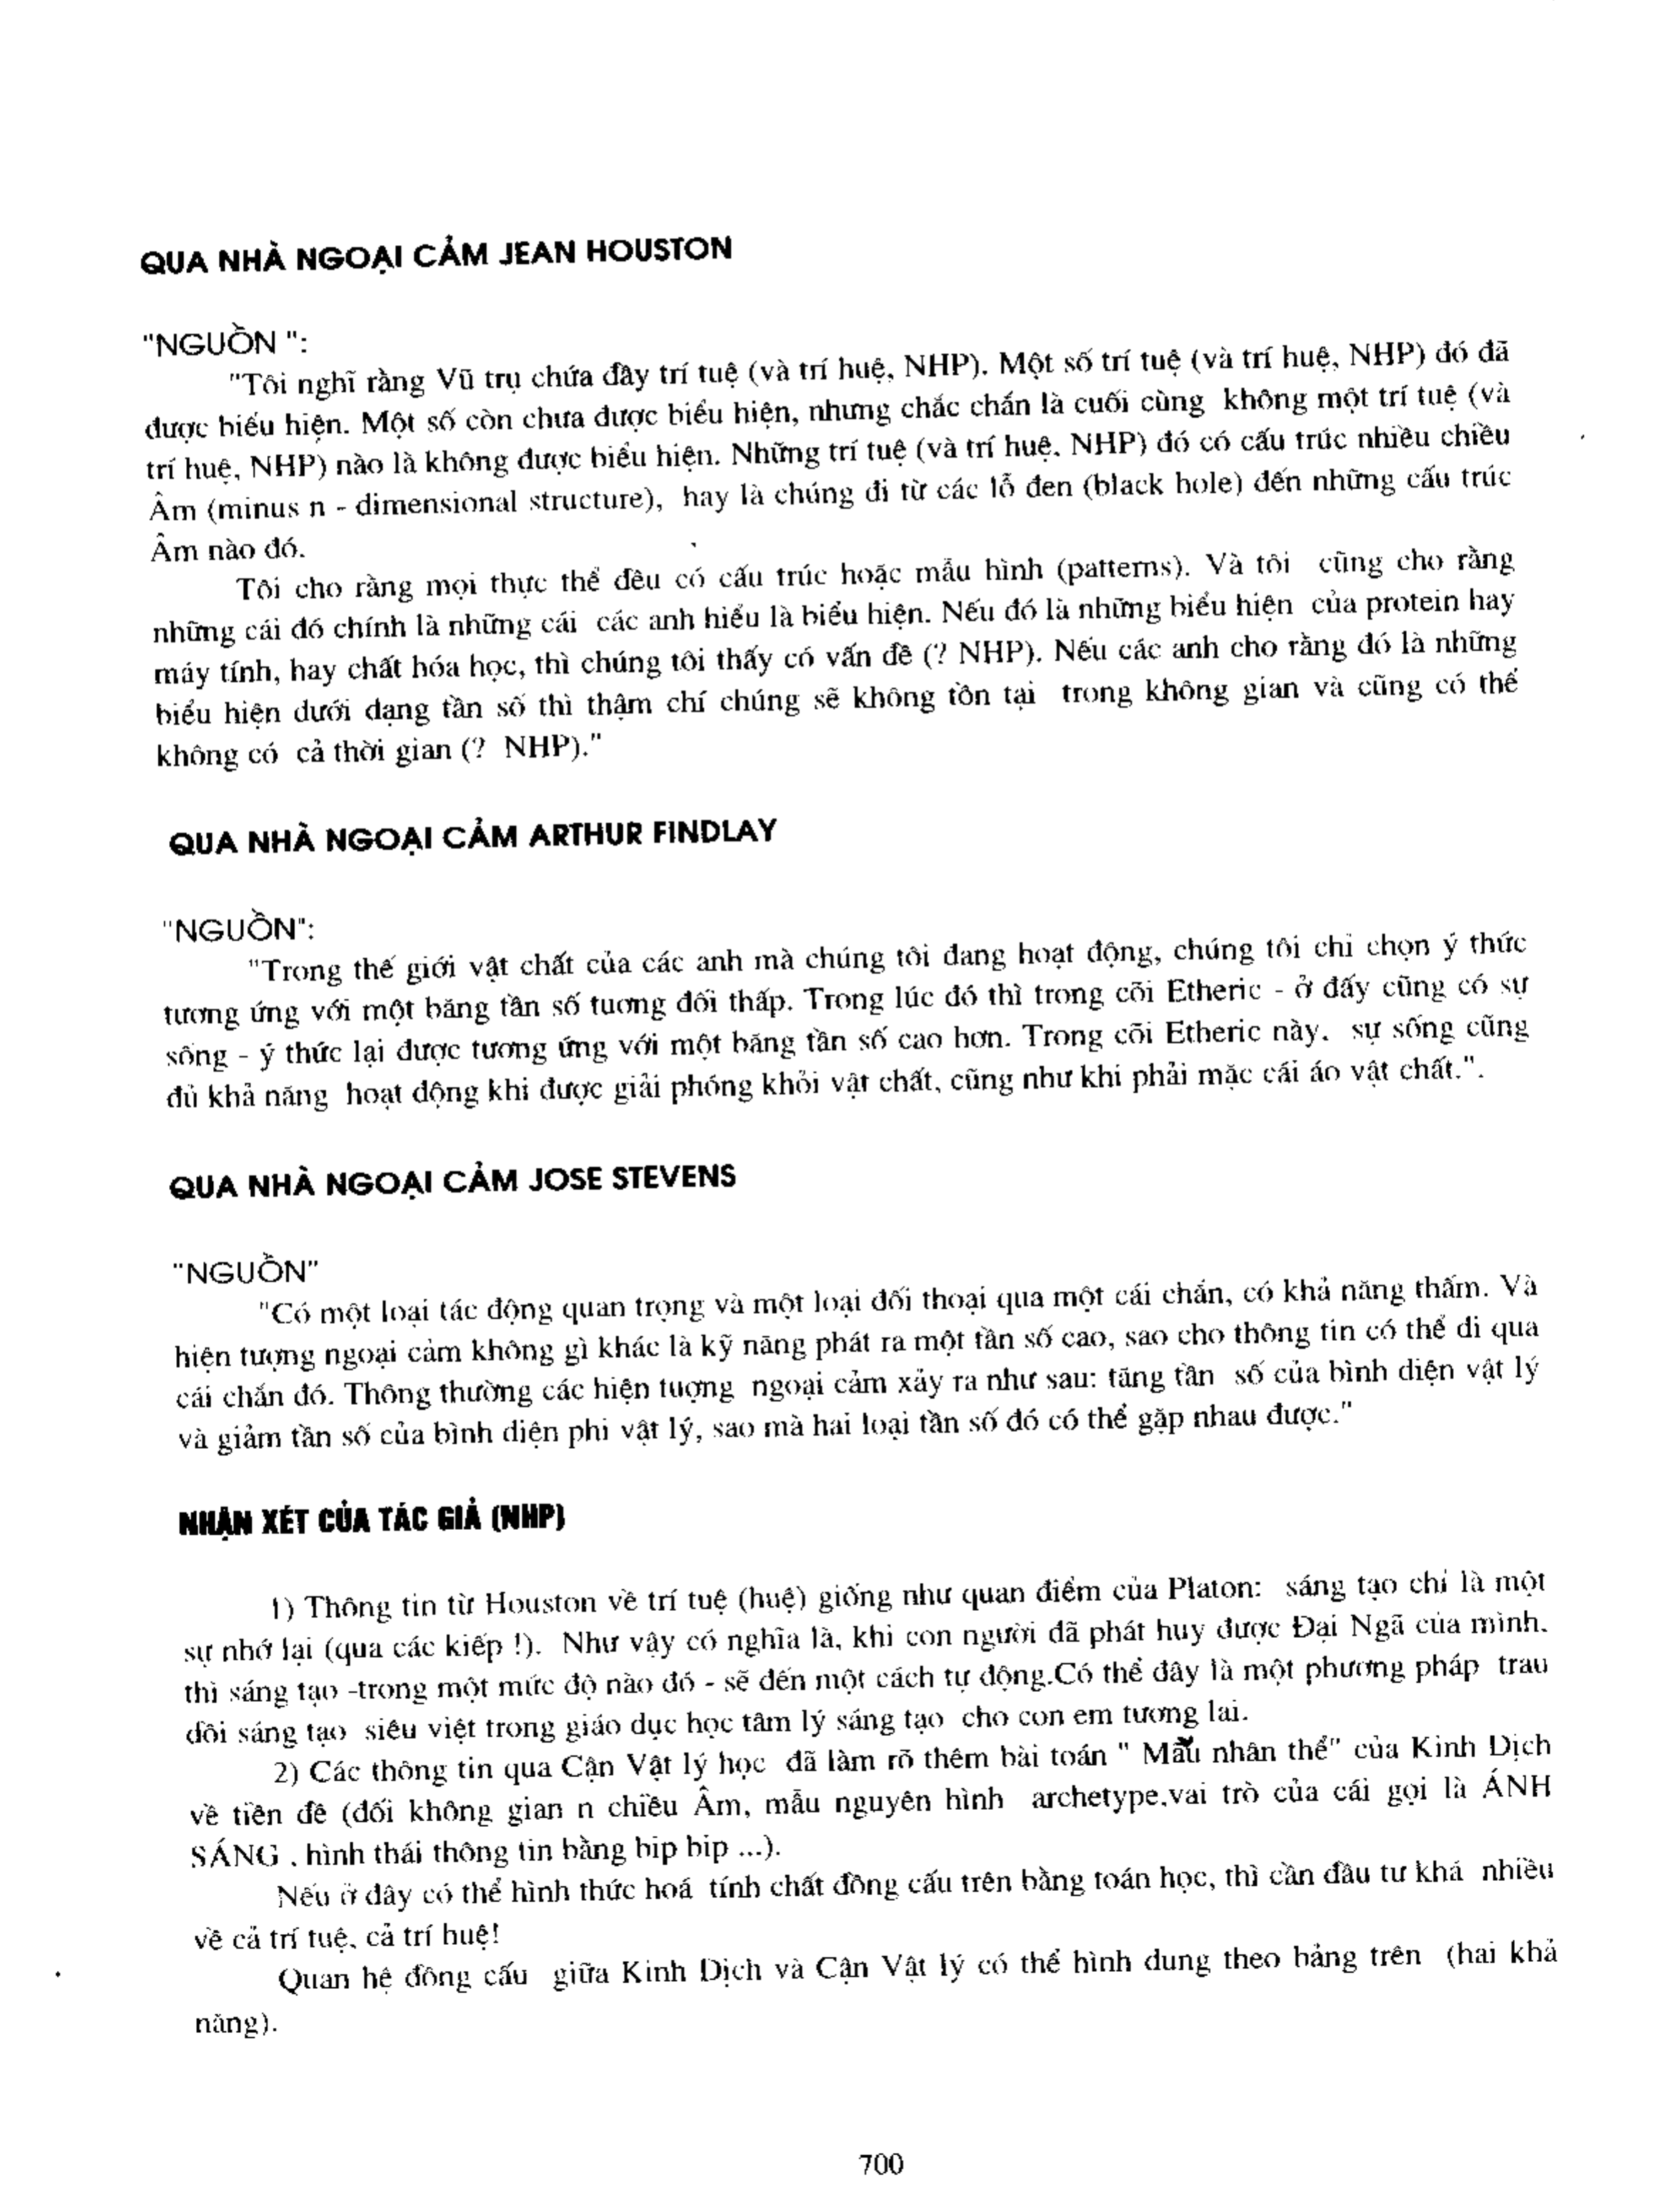 QUA NHÀ NGOẠI CẢM JEAN HOUSTON
"NGUỒN ":
"Tôi nghĩ rằng Vũ trụ chứa đầy trí tuệ (và trí huệ, NHP). Một số trí tuệ (và trí huệ, NHP) đó đã
được biểu hiện. Một số còn chưa được biểu hiện, nhưng chắc chắn là cuối cùng không một trí tuệ (và
trí huệ, NHP) nào là không được biểu hiện. Những trí tuệ (và trí huệ, NHP) đó có cấu trúc nhiều chiều
Âm (minus n - dimensional structure), hay là chúng đi từ các lỗ đen (black hole) đến những cấu trúc
Âm nào đó.
Tôi cho rằng mọi thực thể đều có cấu trúc hoặc mẫu hình (patterns). Và tôi cũng cho rằng
những cái đó chính là những cái các anh hiểu là biểu hiện. Nếu đó là những biểu hiện của protein hay
máy tính, hay chất hóa học, thì chúng tôi thấy có vấn đề (? NHP). Nếu các anh cho rằng đó là những
biểu hiện dưới dạng tần số thì thậm chí chúng sẽ không tồn tại trong không gian và cũng có thể
không có cả thời gian (? NHP)."
QUA NHÀ NGOẠI CẢM ARTHUR FINDLAY
"NGUỒN":
"Trong thế giới vật chất của các anh mà chúng tôi đang hoạt động, chúng tôi chỉ chọn ý thức
tương ứng với một băng tần số tuơng đối thấp. Trong lúc đó thì trong cõi Etheric - ở đấy cũng có sự
sống - ý thức lại được tương ứng với một băng tần số cao hơn. Trong cõi Etheric này. sự sống cũng
đủ khả năng hoạt động khi được giải phóng khỏi vật chất, cũng như khi phải mặc cái áo vật chất.".
QUA NHÀ NGOẠI CẢM JOSE STEVENS
"NGUỒN"
"Có một loại tác động quan trọng và một loại đối thoại qua một cái chắn, có khả năng thấm. Và
hiện tượng ngoại cảm không gì khác là kỹ năng phát ra một tần số cao, sao cho thông tin có thể đi qua
cái chắn đó. Thông thường các hiện tuợng ngoại cảm xảy ra như sau: tăng tần số của bình diện vật lý
và giảm tần số của bình diện phi vật lý, sao mà hai loại tần số đó có thể gặp nhau được."
NHẬN XÉT CỦA TÁC GIẢ (NHP)
1) Thông tin từ Houston về trí tuệ (huệ) giống như quan điểm của Platon: sáng tạo chỉ là một
sự nhớ lại (qua các kiếp !). Như vậy có nghĩa là, khi con người đã phát huy được Đại Ngã của mình.
thì sáng tạo -trong một mức độ nào đó - sẽ đến một cách tự động.Có thể đây là một phương pháp trau
dồi sáng tạo siêu việt trong giáo dục học tâm lý sáng tạo cho con em tương lai.
2) Các thông tin qua Cận Vật lý học đã làm rõ thêm bài toán " Mẫu nhân thể" của Kinh Dịch
về tiền đề (đối không gian n chiều Âm, mẫu nguyên hình archetype.vai trò của cái gọi là ÁNH
SÁNG . hình thái thông tin bằng bip bip ...).
Nếu ở đây có thể hình thức hoá tính chất đồng cấu trên bằng toán học, thì cần đầu tư khá nhiều
về cả trí tuệ. cả trí huệ!
Quan hệ đồng cấu giữa Kinh Dịch và Cận Vật lý có thể hình dung theo bảng trên (hai khả
năng).
700